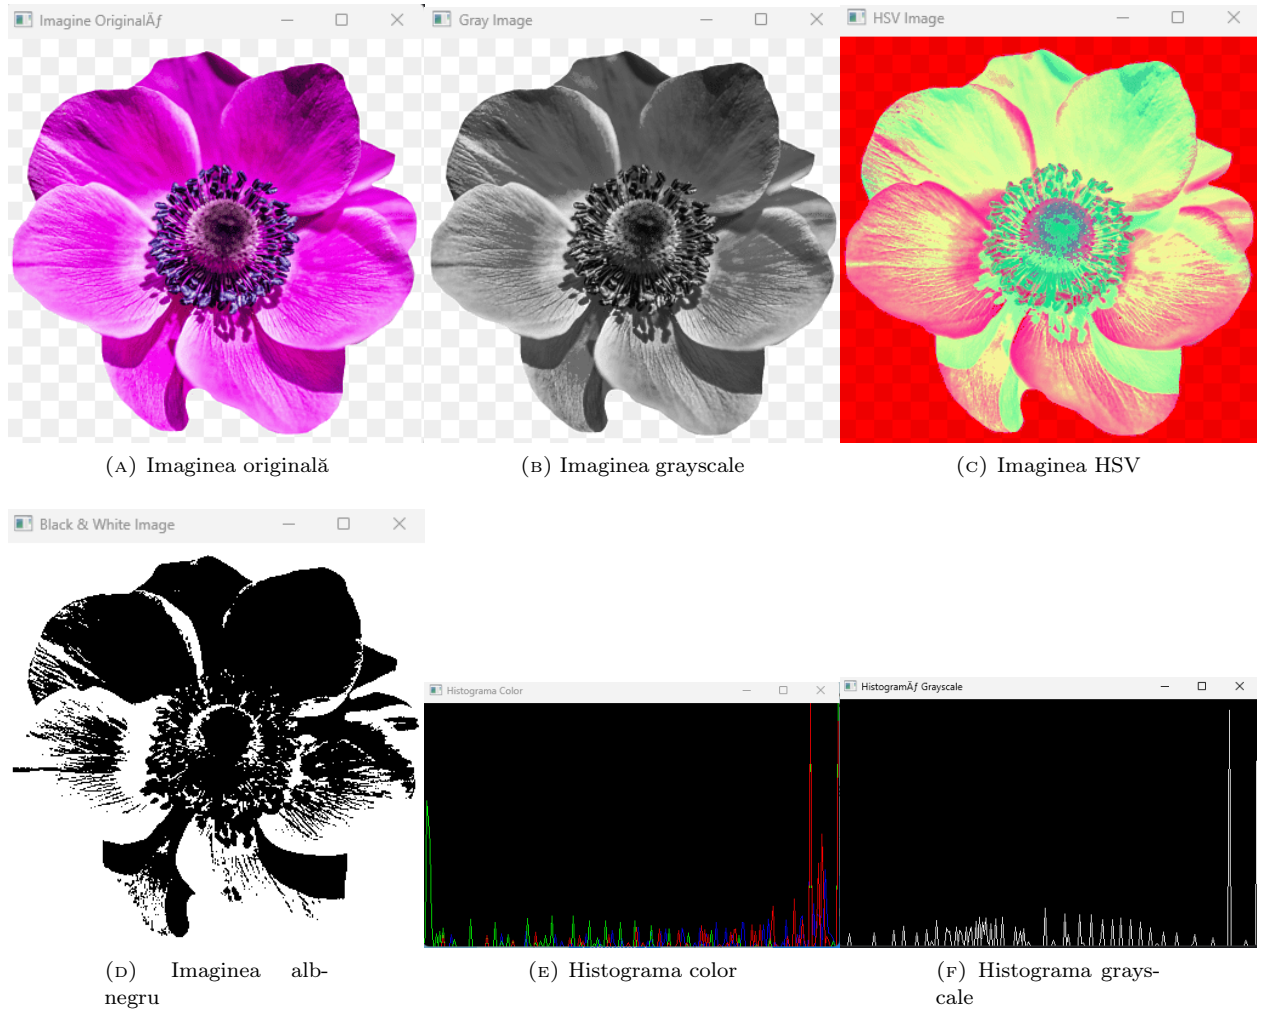 Imagine OriginalÄƒ
Gray Image
HSV Image
(A) Imaginea originală
(B) Imaginea grayscale
(C) Imaginea HSV
Black & White Image
Histograma Color
HistogramÄƒ Grayscale
(D) Imaginea alb-
negru
(E) Histograma color
(F) Histograma grays-
cale